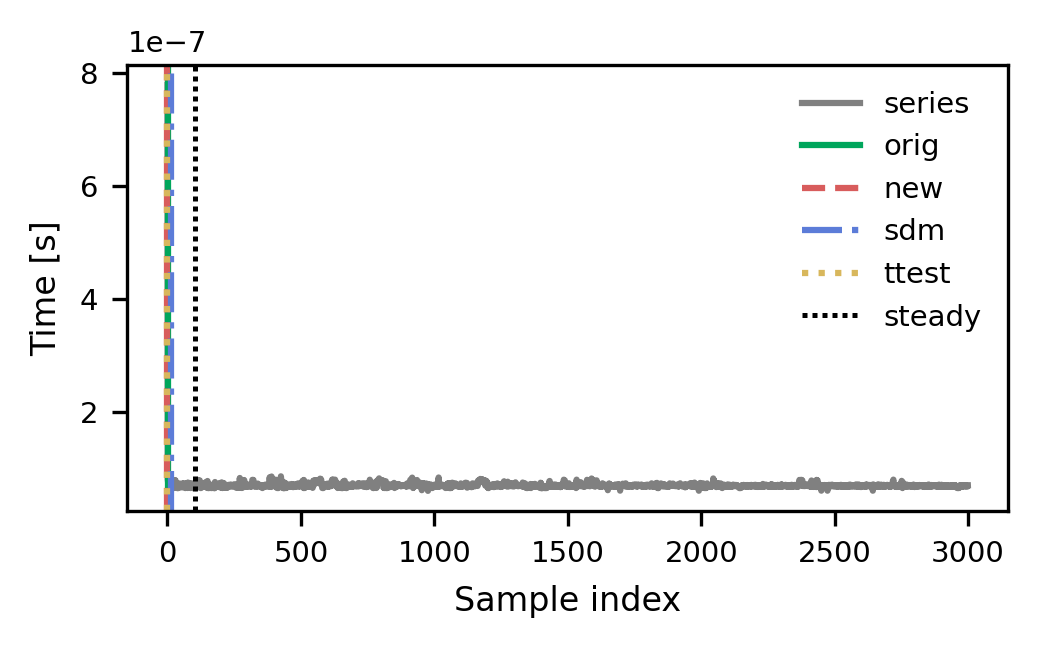 1e−7
8
6
4
2
Time [s]
series
orig
new
sdm
ttest
steady
0 500 1000 1500 2000 2500 3000
Sample index